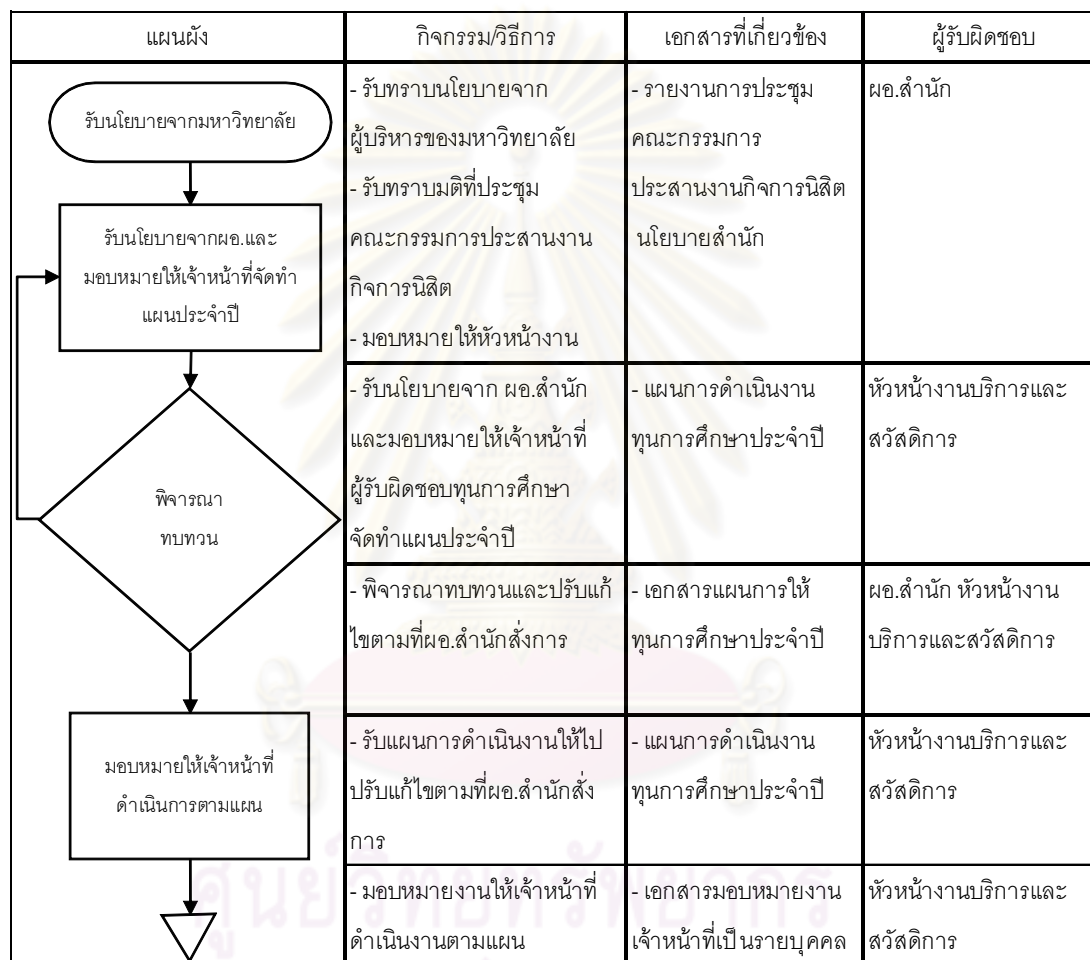 แผนผัง
กิจกรรม/วิธีการ
เอกสารที่เกี่ยวข้อง
ผู้รับผิดชอบ
รับนโยบายจากมหาวิทยาลัย
รับนโยบายจากผอ.และ
มอบหมายให้เจ้าหน้าที่จัดทำ
แผนประจำปี
พิจารณา
ทบทวน
มอบหมายให้เจ้าหน้าที่
ดำเนินการตามแผน
- รับทราบนโยบายจาก
ผู้บริหารของมหาวิทยาลัย
- รับทราบมติที่ประชุม
คณะกรรมการประสานงาน
กิจการนิสิต
- มอบหมายให้หัวหน้างาน
- รายงานการประชุม
คณะกรรมการ
ประสานงานกิจการนิสิต
นโยบายสำนัก
ผอ.สำนัก
- รับนโยบายจาก ผอ.สำนัก
และมอบหมายให้เจ้าหน้าที่
ผู้รับผิดชอบทุนการศึกษา
จัดทำแผนประจำปี
- แผนการดำเนินงาน
ทุนการศึกษาประจำปี
หัวหน้างานบริการและ
สวัสดิการ
- พิจารณาทบทวนและปรับแก้
ไขตามที่ผอ.สำนักสั่งการ
- เอกสารแผนการให้
ทุนการศึกษาประจำปี
ผอ.สำนัก หัวหน้างาน
บริการและสวัสดิการ
- รับแผนการดำเนินงานให้ไป
ปรับแก้ไขตามที่ผอ.สำนักสั่ง
การ
- แผนการดำเนินงาน
ทุนการศึกษาประจำปี
หัวหน้างานบริการและ
สวัสดิการ
- มอบหมายงานให้เจ้าหน้าที่
ดำเนินงานตามแผน
- เอกสารมอบหมายงาน
เจ้าหน้าที่เป็นรายบุคคล
หัวหน้างานบริการและ
สวัสดิการ
ศูนย์วิทยทรัพยากร